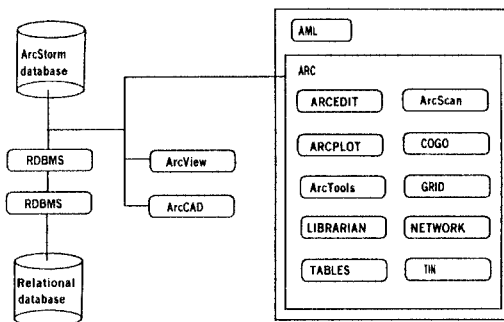 ArcStorm
database
RDBMS
RDBMS
Relational
database
ArcView
ArcCAD
AML
ARC
ARCEDIT
ArcScan
ARCPLOT
COGO
ArcTools
GRID
LIBRARIAN
NETWORK
TABLES
TIN